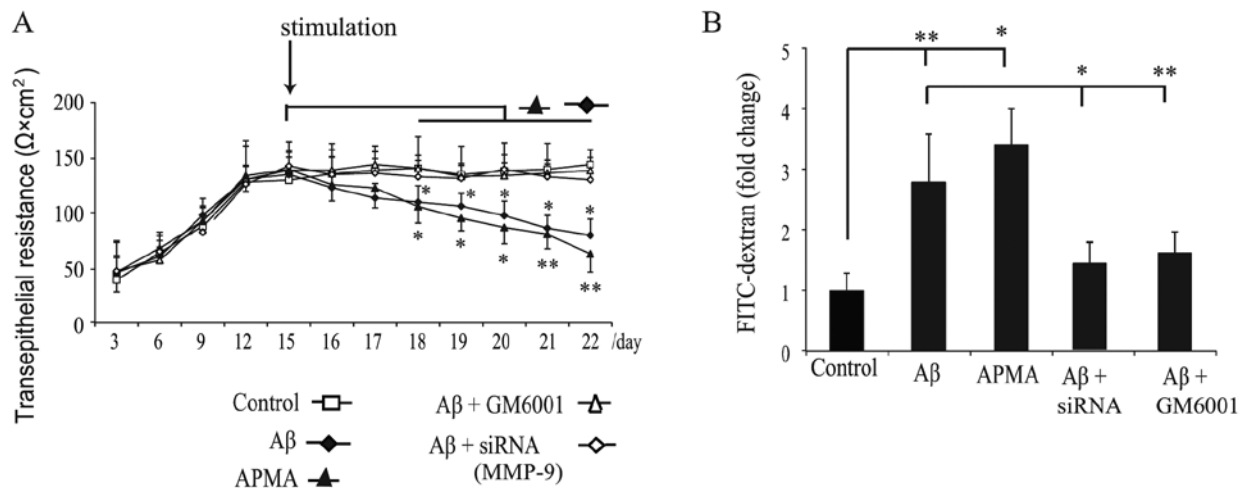 A
stimulation
Transepithelial resistance (Ω×cm²)
200
150
100
50
0
* * * * *
* * * ** **
3 6 9 12 15 16 17 18 19 20 21 22 /day
Control
Aβ
APMA
Aβ + GM6001
Aβ + siRNA
(MMP-9)
B
FITC-dextran (fold change)
5
4
3
2
1
0
** *
* **
Control
Aβ
APMA
Aβ +
siRNA
Aβ +
GM6001